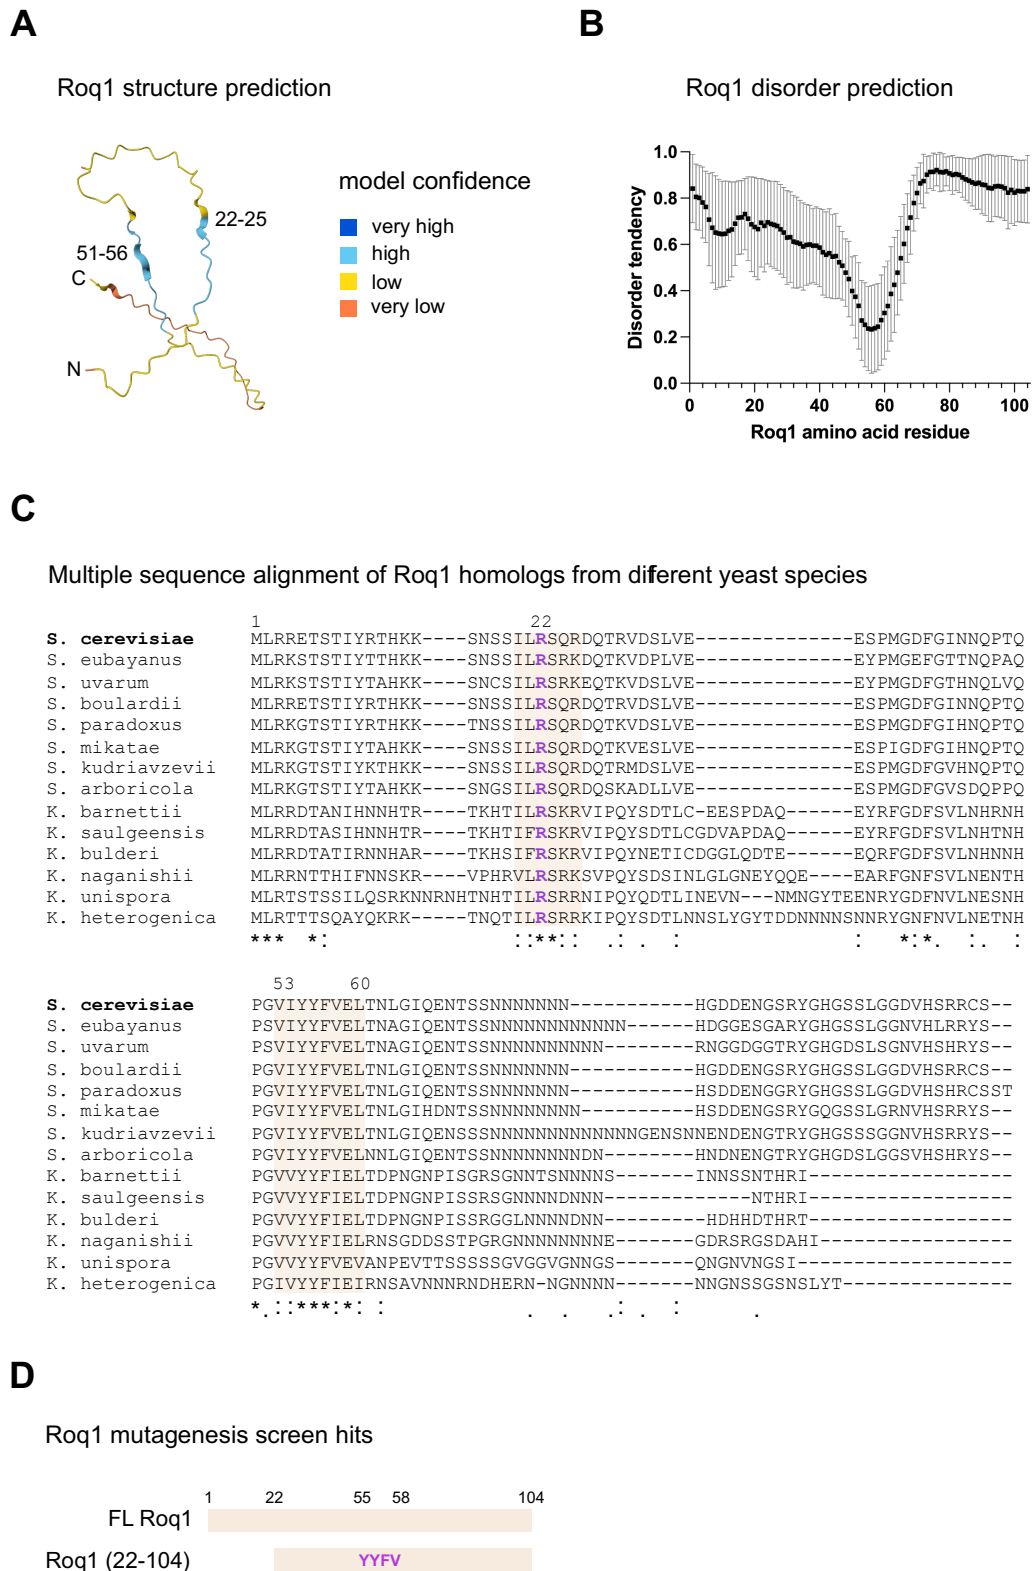 A
Roq1 structure prediction
22-25
51-56
C
N
model confidence
very high
high
low
very low
B
Roq1 disorder prediction
Disorder tendency
1.0
0.8
0.6
0.4
0.2
0.0
0 20 40 60 80 100
Roq1 amino acid residue
C
Multiple sequence alignment of Roq1 homologs from different yeast species
1 22
S. cerevisiae MLRRETSTIYRTHKK----SNSSILRSQRDQTRVDSLVE--------------ESPMGDFGINNQPTQ
S. eubayanus MLRKSTSTIYTTHKK----SNSSILRSRKDQTKVDPLVE--------------EYPMGEFGTTNQPAQ
S. uvarum MLRKSTSTIYTAHKK----SNCSILRSRKEQTKVDSLVE--------------EYPMGDFGTHNQLVQ
S. boulardii MLRRETSTIYRTHKK----SNSSILRSQRDQTRVDSLVE--------------ESPMGDFGINNQPTQ
S. paradoxus MLRKGTSTIYRTHKK----TNSSILRSQRDQTKVDSLVE--------------ESPMGDFGIHNQPTQ
S. mikatae MLRKGTSTIYTAHKK----SNSSILRSQRDQTKVESLVE--------------ESPIGDFGIHNQPTQ
S. kudriavzevii MLRKGTSTIYKTHKK----SNSSILRSQRDQTRMDSLVE--------------ESPMGDFGVHNQPTQ
S. arboricola MLRKGTSTIYTAHKK----SNGSILRSQRDQSKADLLVE--------------ESPMGDFGVSDQPPQ
K. barnettii MLRRDTANIHNNHTR----TKHTILRSKRVIPQYSDTLC-EESPDAQ------EYRFGDFSVLNHRNH
K. saulgeensis MLRRDTASIHNNHTR----TKHTIFRSKRVIPQYSDTLCGDVAPDAQ------EYRFGDFSVLNHTNH
K. bulderi MLRRDTATIRNNHAR----TKHSIFRSKRVIPQYNETICDGGLQDTE------EQRFGDFSVLNHNNH
K. naganishii MLRRNTTHIFNNSKR----VPHRVLRSRKSVPQYSDSINLGLGNEYQQE----EARFGNFSVLNENTH
K. unispora MLRTSTSSILQSRKNNRNHTNHTILRSRRNIPQYSDTLINEVN---NMNGYTEENRYGDFNVLNESNH
K. heterogenica MLRTTTSQAYQKRK-----TNQTILRSRRKIPQYSDTLNNSLYGYTDDNNNNSNNRYGNFNVLNETNH
*** *: ::**:: :. . : : *:*. :. :
53 60
S. cerevisiae PGVIYYFVELTNLGIQENTSSNNNNNNN-----------HGDDENGSRYGHGSSLGGDVHSRRCS--
S. eubayanus PSVIYYFVELTNAGIQENTSSNNNNNNNNNNNN------HDGGESGARYGHGSSLGGNVHLRRYS--
S. uvarum PSVIYYFVELTNAGIQENTSSNNNNNNNNNN--------RNGGDGGTRYGHGDSLSGNVHSRRYS--
S. boulardii PGVIYYFVELTNLGIQENTSSNNNNNNN-----------HSDDENGSRYGHGSSLGGDVHSHRCS--
S. paradoxus PGVIYYFVELTNLGIQENTSSNNNNNNN-----------HSDDENGGRYGHGSSLGGDVHSRRCSST
S. mikatae PGVIYYFVELTNLGIHDNTSSNNNNNNNN----------HSDDENGSRYGQGSSLGRNVHSRRYS--
S. kudriavzevii PGVIYYFVELTNLGIQENSSSNNNNNNNNNNNNNGENSNNENDENGTRYGHGSSSGGNVHSRRYS--
S. arboricola PGVIYYFVELNNLGIQENTSSNNNNNNNNDN--------HNDNENGTRYGHGDSLGGSVHSHRYS--
K. barnettii PGVVYYFIELTDPNGNPISGRSGNNTSNNNNS-------INNSSNTHRI------------------
K. saulgeensis PGVVYYFIELTDPNGNPISSRSGNNNNDNNN-------------NTHRI------------------
K. bulderi PGVVYYFIELTDPNGNPISSRGGLNNNNDNN---------HDHHDTHRT------------------
K. naganishii PGVVYYFIELRNSGDDSSTPGRGNNNNNNNNE-------GDRSRGSDAHI-----------------
K. unispora PGVVYYFVEVANPEVTTSSSSSGVGGVGNNGS-------QNGNVNGSI-------------------
K. heterogenica PGIVYYFIEIRNSAVNNNRNDHERN-NGNNNN-------NNGNSSGSNSLYT---------------
*.::***:*: : . . .: . : .
D
Roq1 mutagenesis screen hits
1 22 55 58 104
FL Roq1
Roq1 (22-104) YYFV